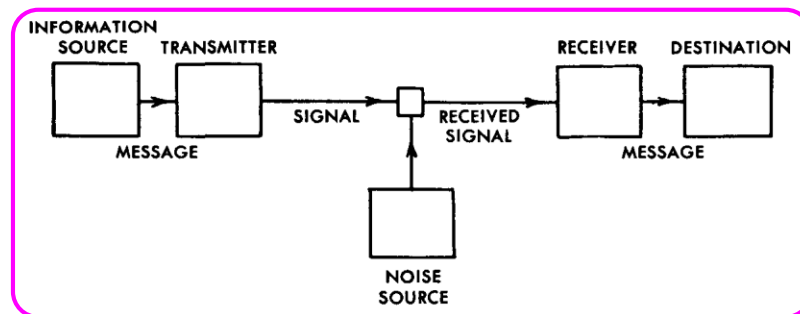 INFORMATION
SOURCE
TRANSMITTER
RECEIVER
DESTINATION
SIGNAL
RECEIVED
SIGNAL
MESSAGE
MESSAGE
NOISE
SOURCE